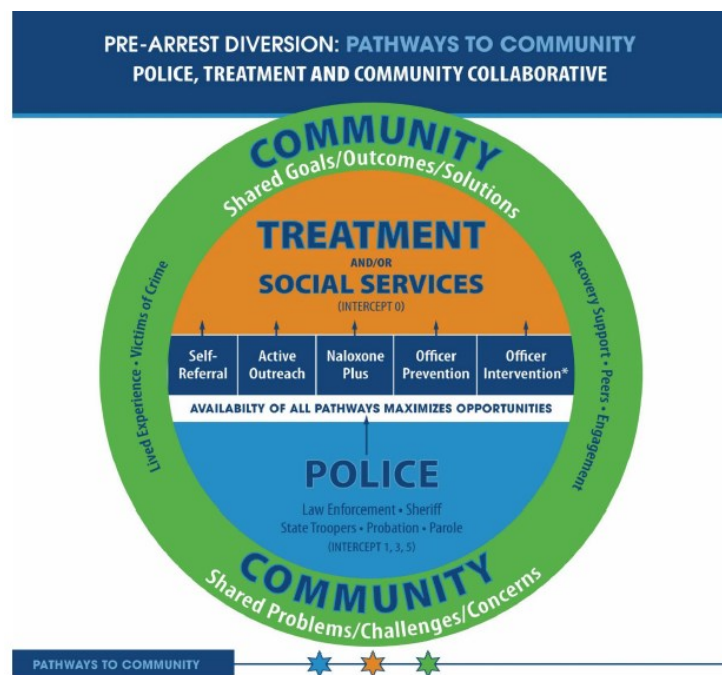 PRE-ARREST DIVERSION: PATHWAYS TO COMMUNITY
POLICE, TREATMENT AND COMMUNITY COLLABORATIVE
COMMUNITY
Shared Goals/Outcomes/Solutions
TREATMENT
AND/OR
SOCIAL SERVICES
(INTERCEPT 0)
Lived Experience • Victims of Crime
Recovery Support • Peers • Engagement
Self-
Referral
Active
Outreach
Naloxone
Plus
Officer
Prevention
Officer
Intervention*
AVAILABILTY OF ALL PATHWAYS MAXIMIZES OPPORTUNITIES
POLICE
Law Enforcement • Sheriff
State Troopers • Probation • Parole
(INTERCEPT 1, 3, 5)
COMMUNITY
Shared Problems/Challenges/Concerns
PATHWAYS TO COMMUNITY